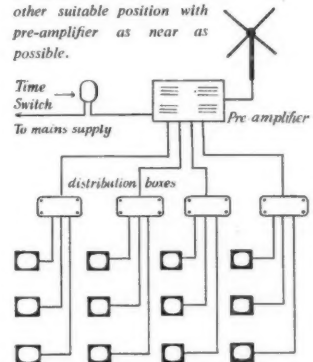 other suitable position with
pre-amplifier as near as
possible.
Time
Switch
Pre amplifier
To mains supply
distribution boxes